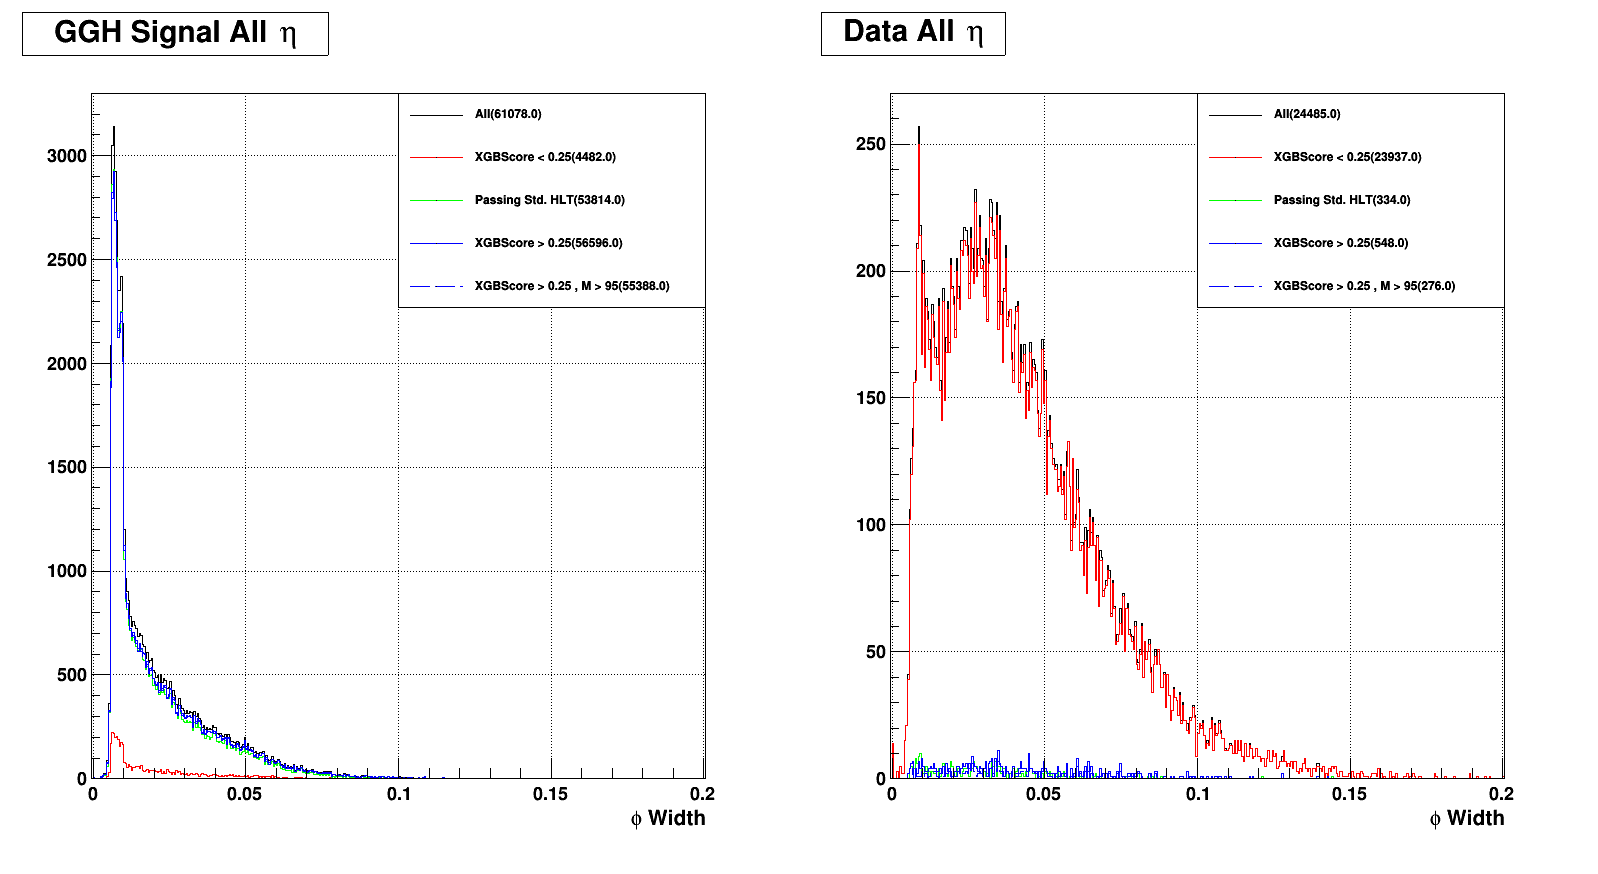 GGH Signal All η
All(61078.0)
XGBScore < 0.25(4482.0)
Passing Std. HLT(53814.0)
XGBScore > 0.25(56596.0)
XGBScore > 0.25 , M > 95(55388.0)
3000
2500
2000
1500
1000
500
0
0 0.05 0.1 0.15 0.2
ϕ Width
Data All η
All(24485.0)
XGBScore < 0.25(23937.0)
Passing Std. HLT(334.0)
XGBScore > 0.25(548.0)
XGBScore > 0.25 , M > 95(276.0)
250
200
150
100
50
0
0 0.05 0.1 0.15 0.2
ϕ Width